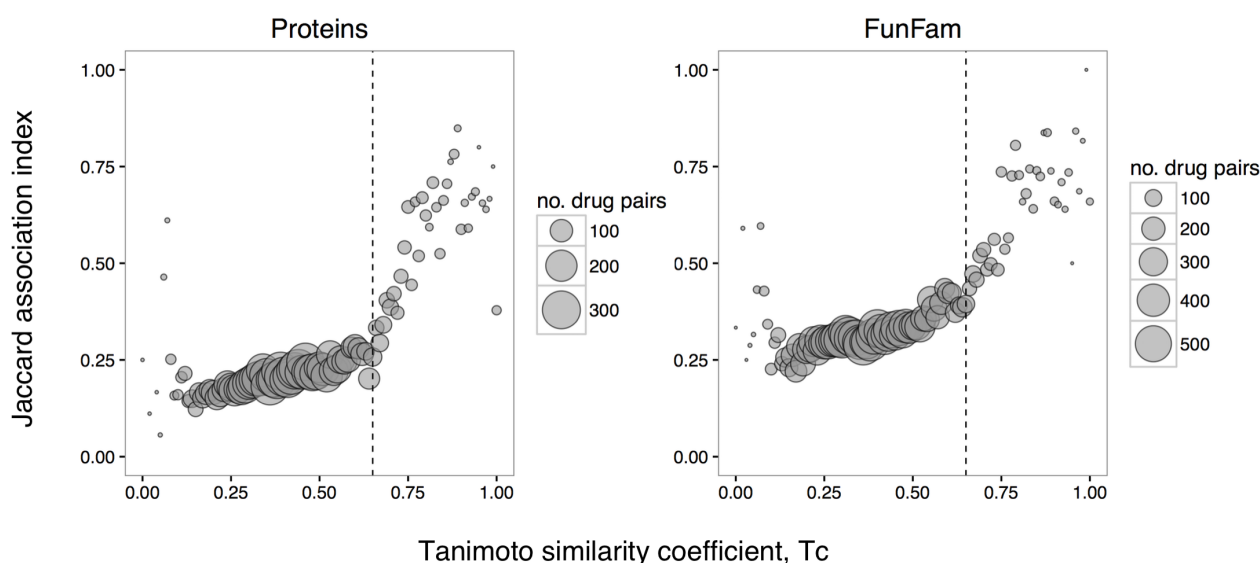 Proteins
FunFam
Jaccard association index
1.00
0.75
0.50
0.25
0.00
0.00 0.25 0.50 0.75 1.00
no. drug pairs
100
200
300
1.00
0.75
0.50
0.25
0.00
0.00 0.25 0.50 0.75 1.00
no. drug pairs
100
200
300
400
500
Tanimoto similarity coefficient, Tc